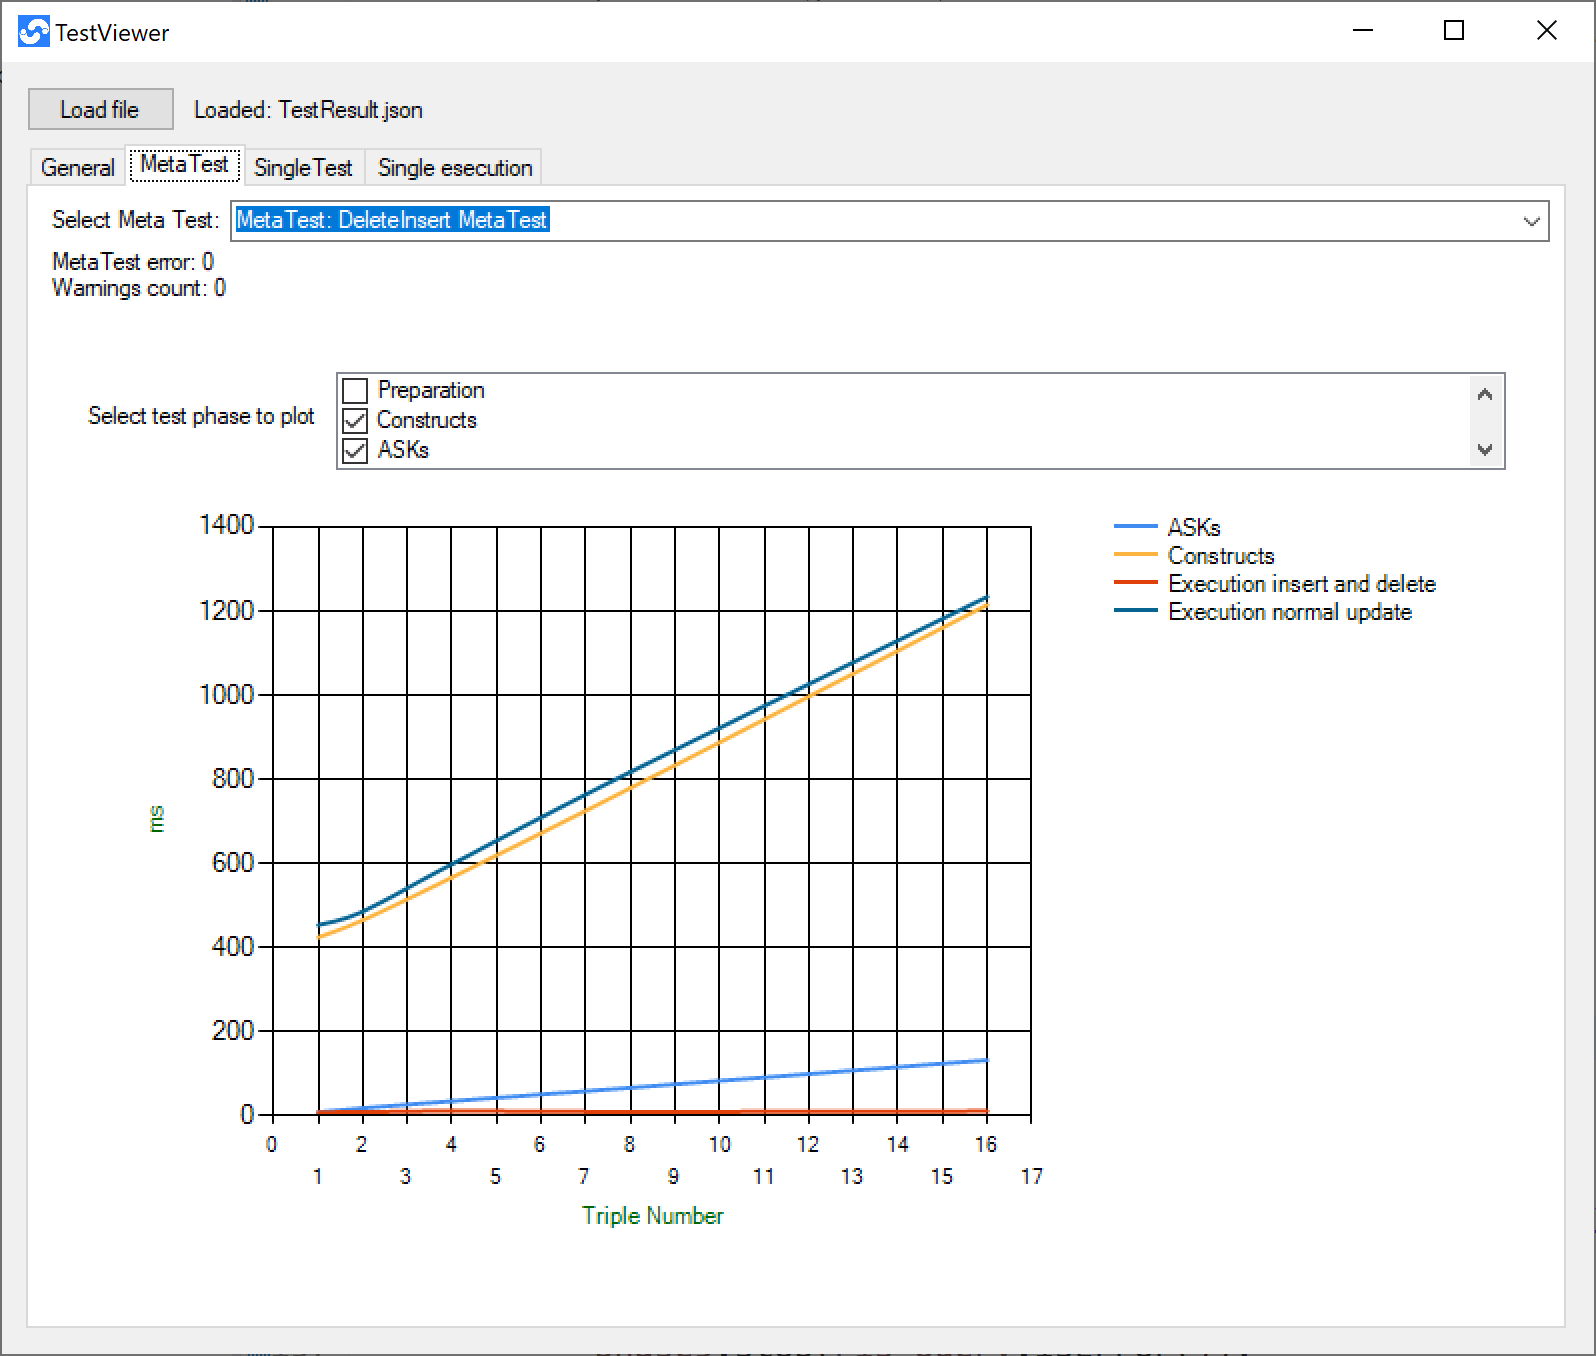 TestViewer
Load file Loaded: TestResult.json
General MetaTest SingleTest Single esecution
Select Meta Test: MetaTest: DeleteInsert MetaTest
MetaTest error: 0
Warnings count: 0
Preparation
Select test phase to plot
Constructs
ASKs
1400
1200
1000
800
600
400
200
0
ms
0 2 4 6 8 10 12 14 16
1 3 5 7 9 11 13 15 17
Triple Number
ASKs
Constructs
Execution insert and delete
Execution normal update